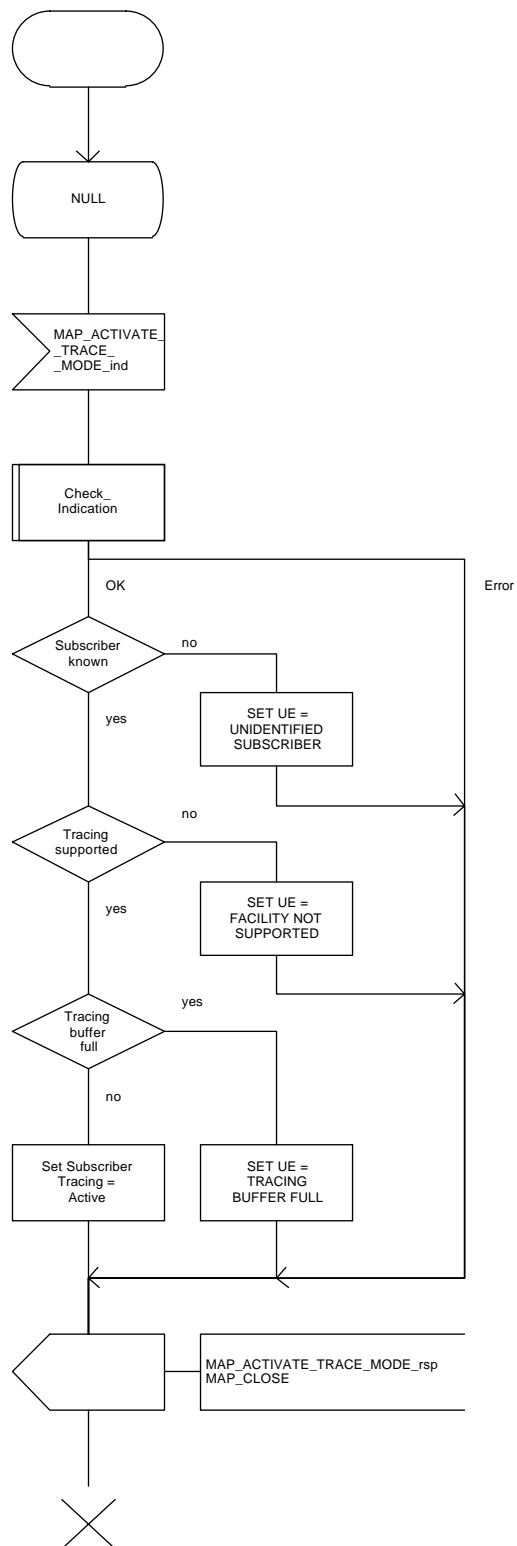 NULL
MAP_ACTIVATE_
_TRACE_
_MODE_ind
Check_
Indication
OK
Error
Subscriber
known
no
yes
SET UE =
UNIDENTIFIED
SUBSCRIBER
Tracing
supported
no
yes
SET UE =
FACILITY NOT
SUPPORTED
Tracing
buffer
full
yes
no
Set Subscriber
Tracing =
Active
SET UE =
TRACING
BUFFER FULL
MAP_ACTIVATE_TRACE_MODE_rsp
MAP_CLOSE